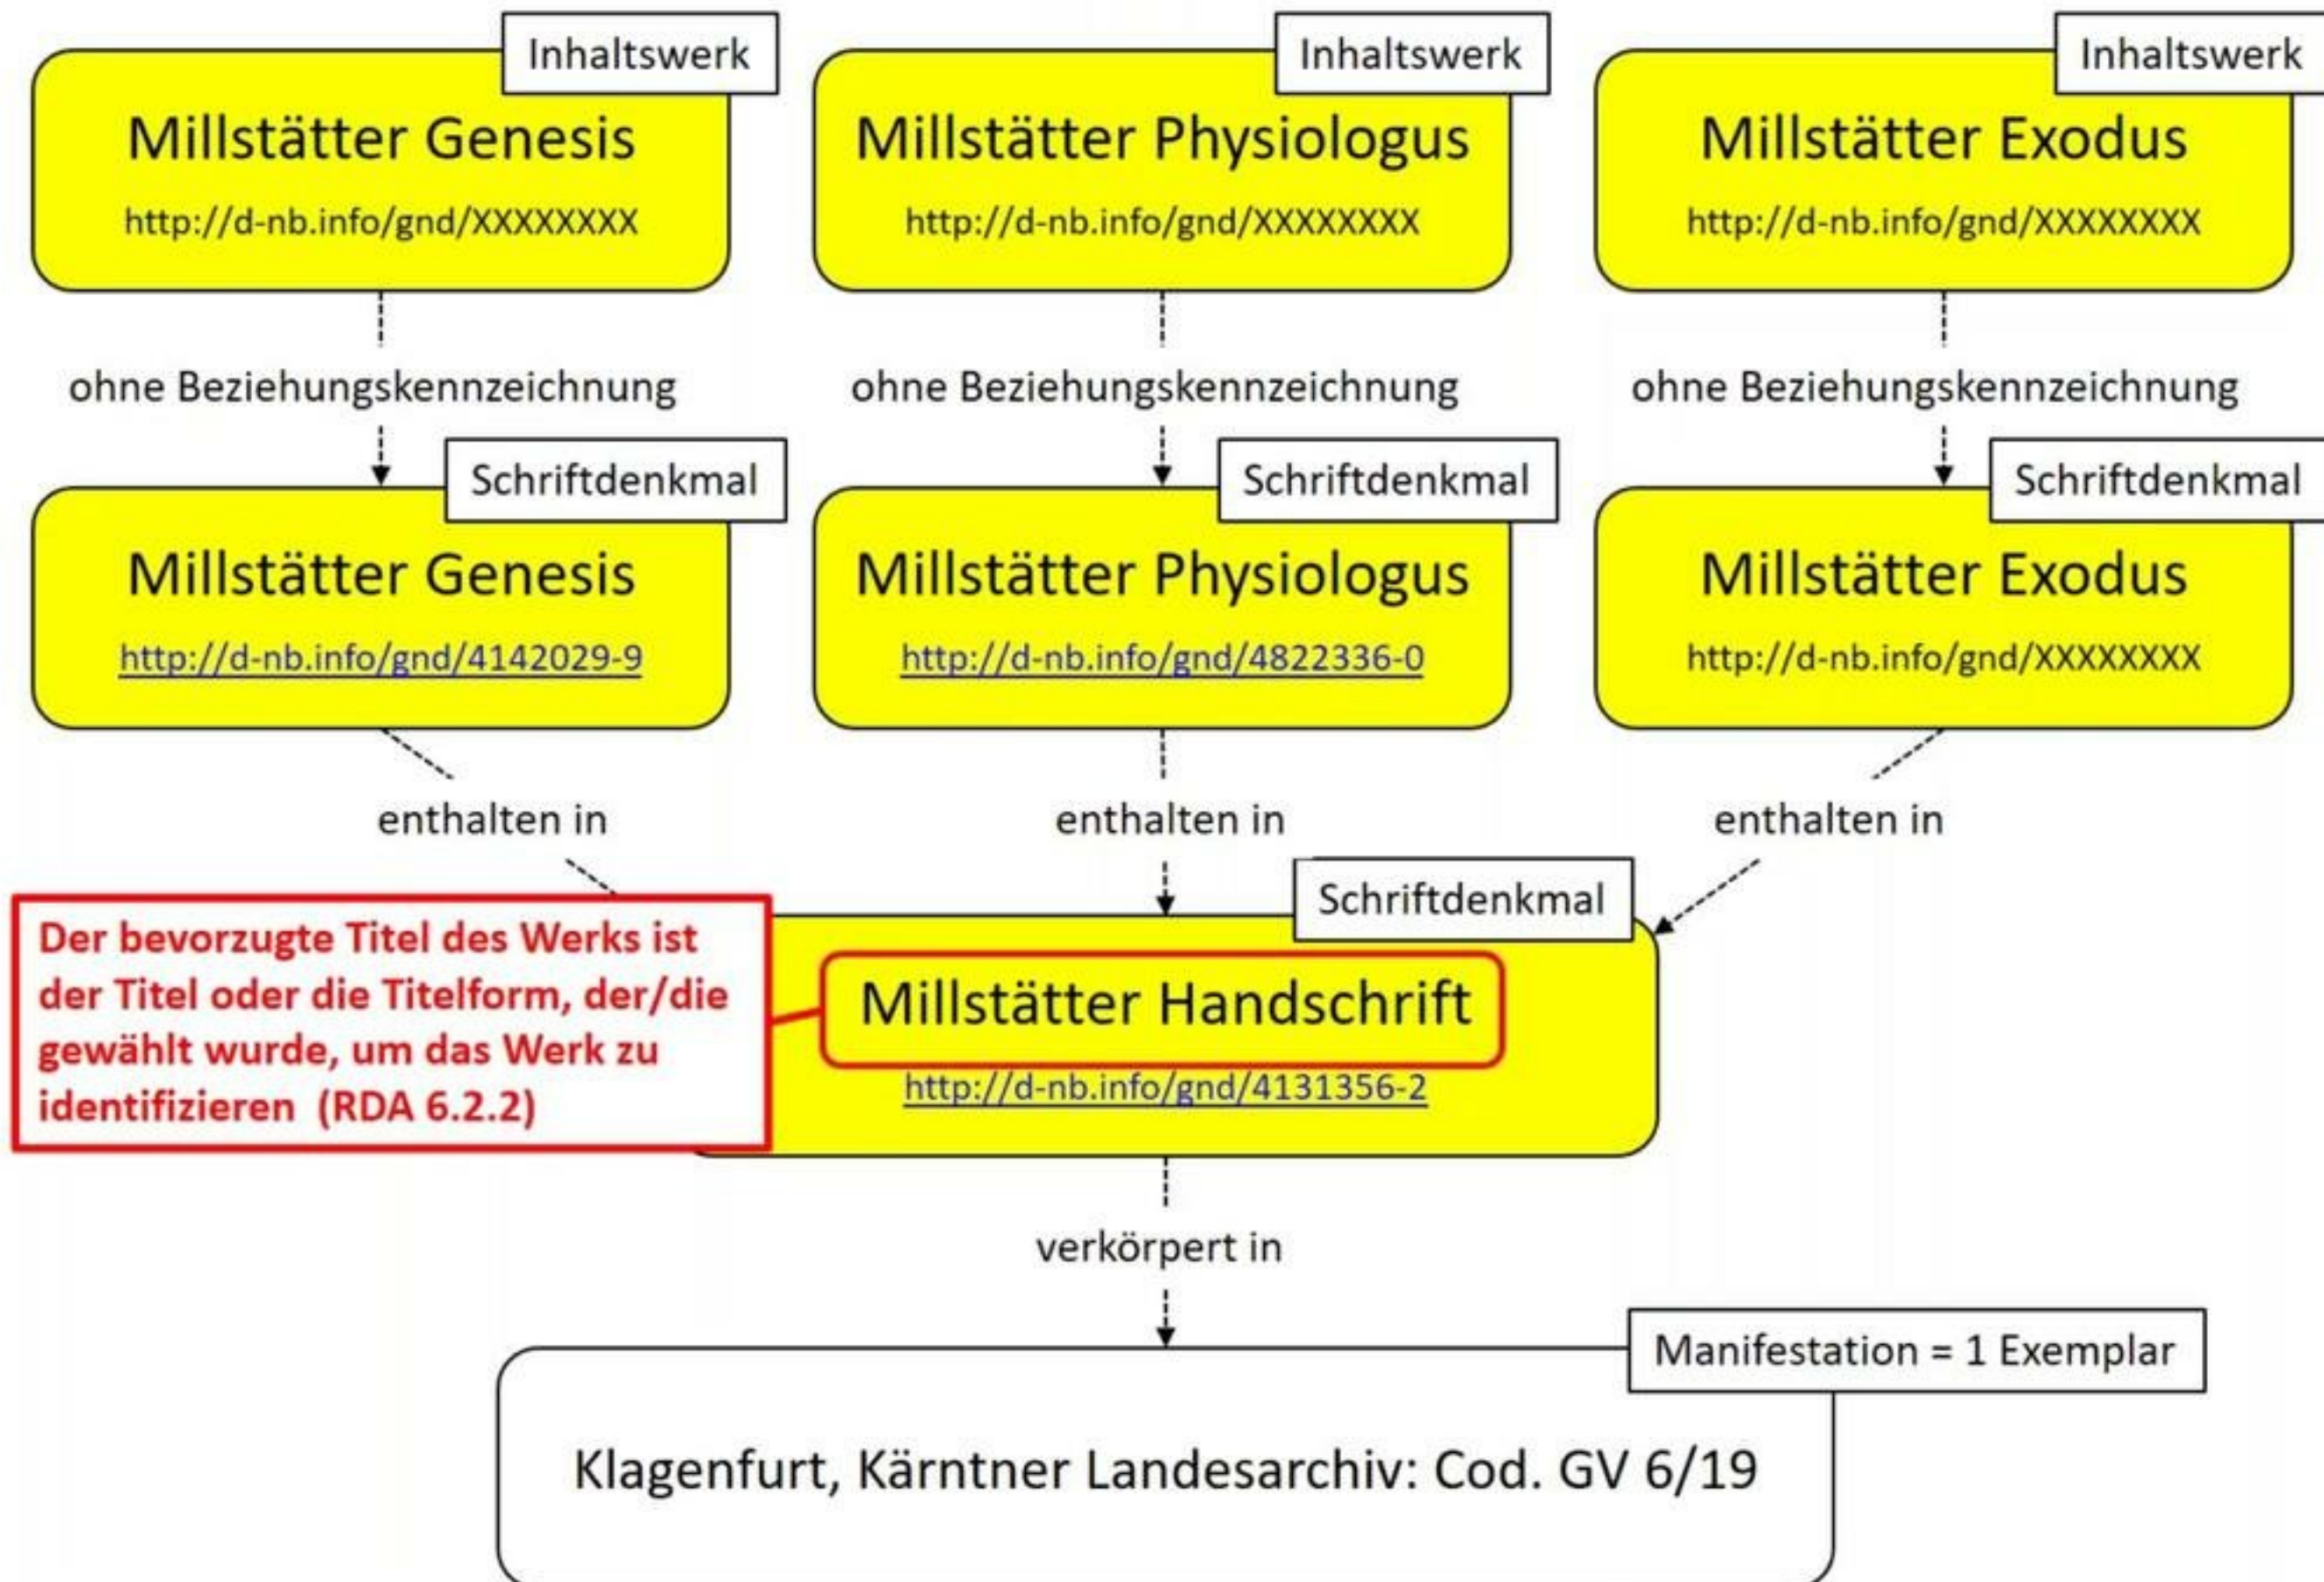 Inhaltswerk
Millstätter Genesis
http://d-nb.info/gnd/XXXXXXXX
Inhaltswerk
Millstätter Physiologus
http://d-nb.info/gnd/XXXXXXXX
Inhaltswerk
Millstätter Exodus
http://d-nb.info/gnd/XXXXXXXX
ohne Beziehungskennzeichnung
ohne Beziehungskennzeichnung
ohne Beziehungskennzeichnung
Schriftdenkmal
Millstätter Genesis
http://d-nb.info/gnd/4142029-9
Schriftdenkmal
Millstätter Physiologus
http://d-nb.info/gnd/4822336-0
Schriftdenkmal
Millstätter Exodus
http://d-nb.info/gnd/XXXXXXXX
enthalten in
enthalten in
enthalten in
Der bevorzugte Titel des Werks ist
der Titel oder die Titelform, der/die
gewählt wurde, um das Werk zu
identifizieren (RDA 6.2.2)
Schriftdenkmal
Millstätter Handschrift
http://d-nb.info/gnd/4131356-2
verkörpert in
Manifestation = 1 Exemplar
Klagenfurt, Kärntner Landesarchiv: Cod. GV 6/19